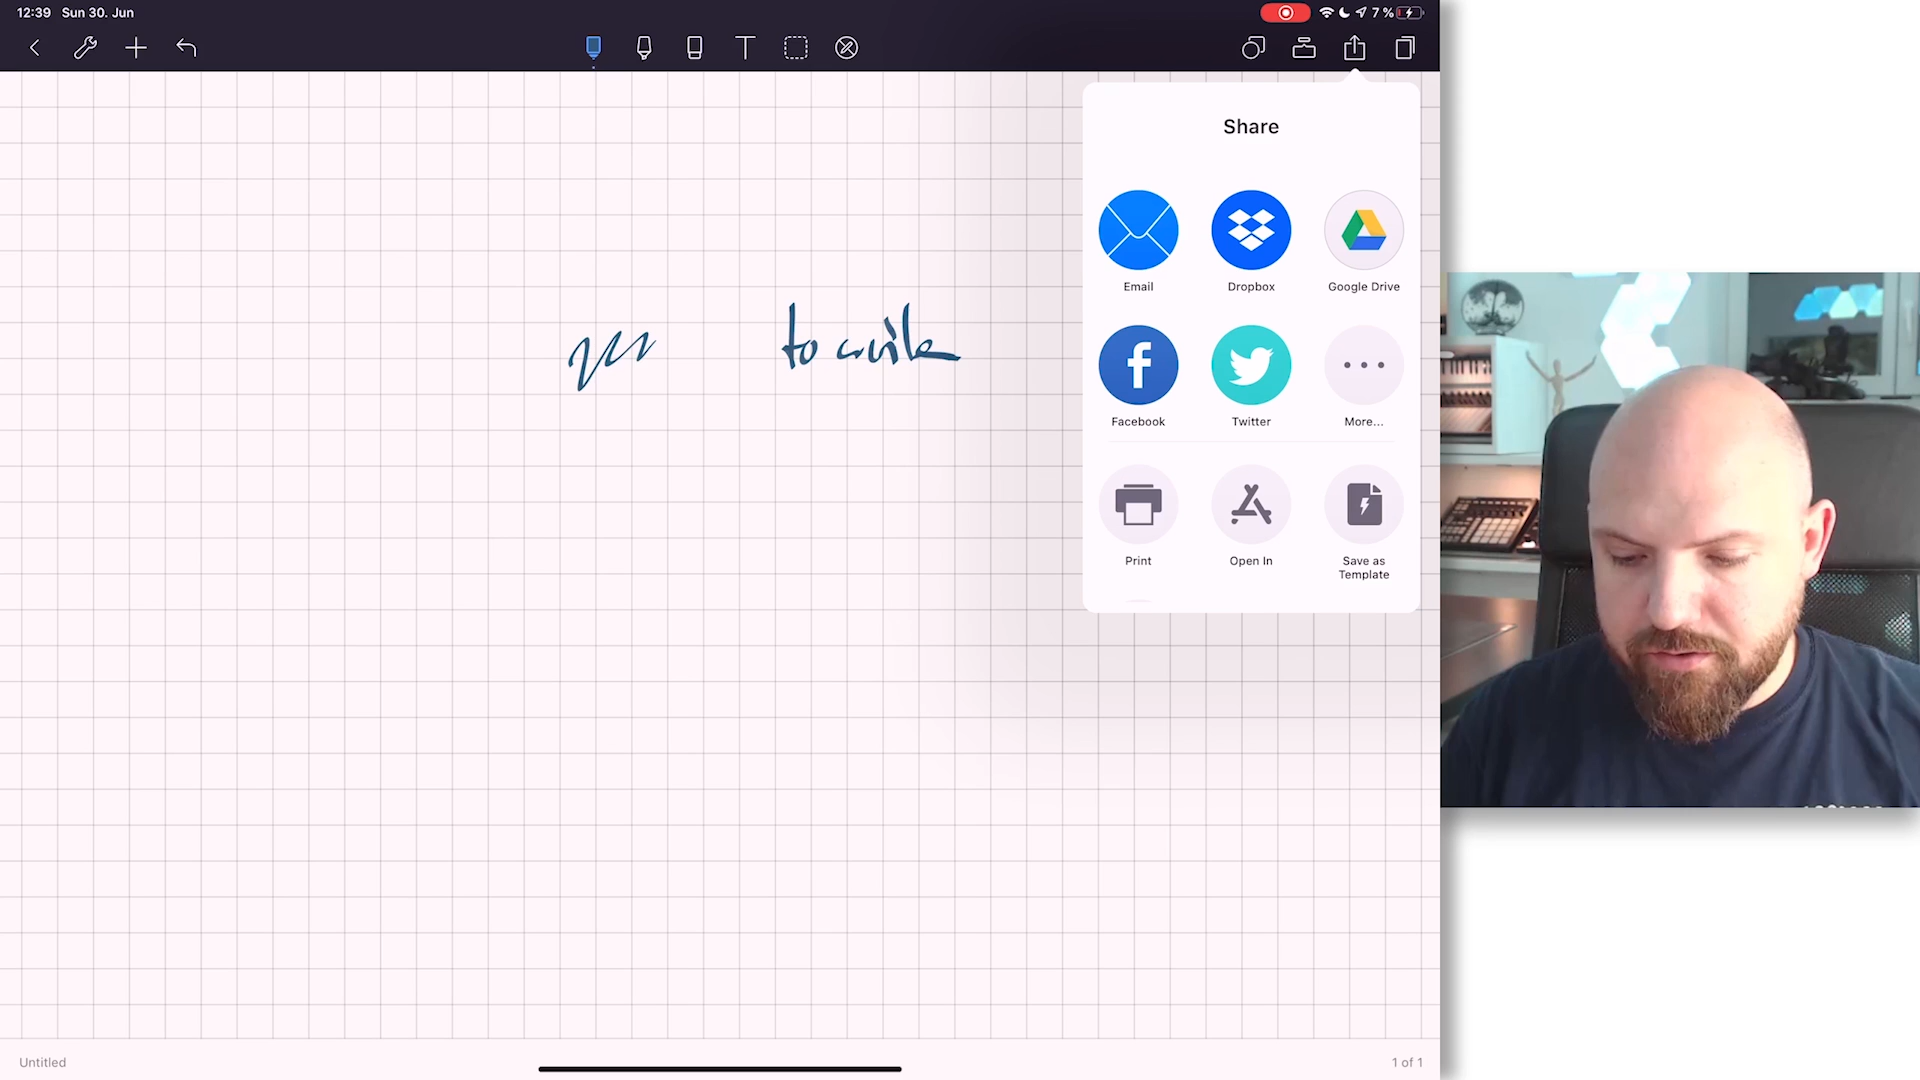 12:39 Sun 30. Jun 7 %
Share
Email Dropbox Google Drive
Facebook Twitter More...
Print Open In Save as
Template
to write
Untitled 1 of 1